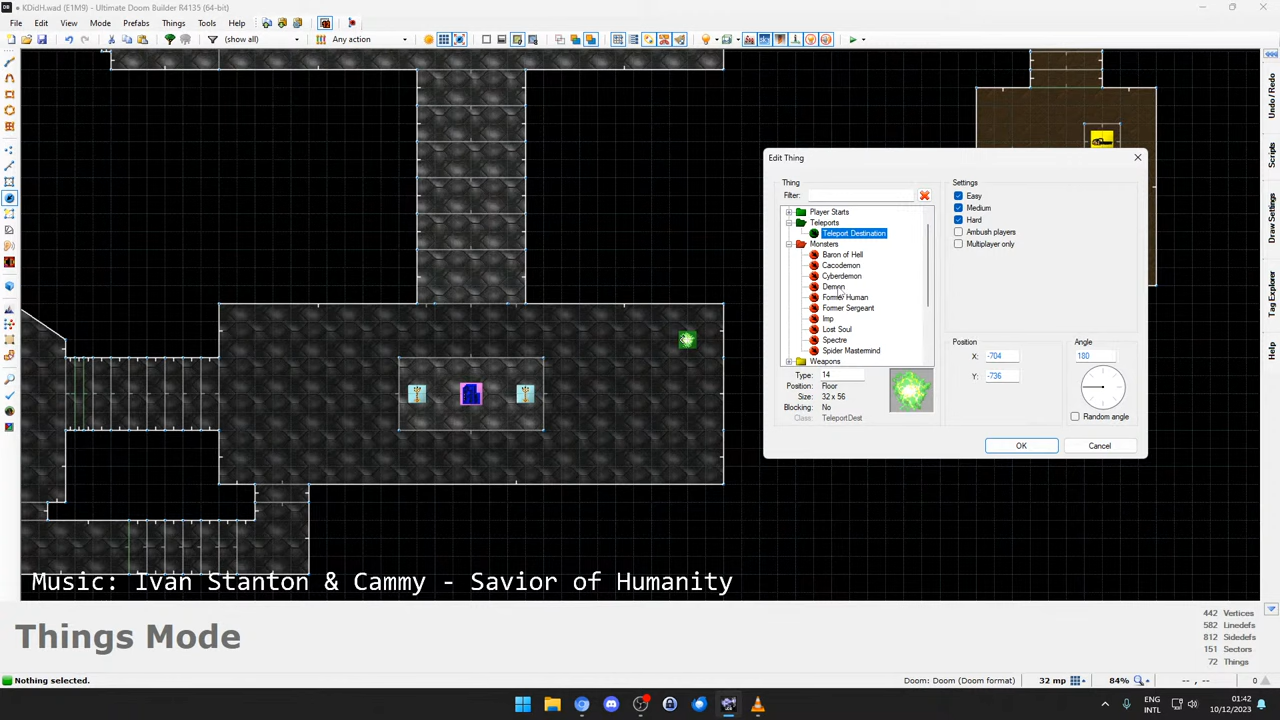 KDidH.wad (E1M9) - Ultimate Doom Builder R4135 (64-bit)
File Edit View Mode Prefabs Things Tools Help
(show all) Any action
Undo / Redo
Scripts
Tag Explorer
Draw Settings
Edit Thing
Thing
Filter:
Player Starts
Teleports
Teleport Destination
Monsters
Baron of Hell
Cacodemon
Cyberdemon
Demon
Former Human
Former Sergeant
Imp
Lost Soul
Spectre
Spider Mastermind
Weapons
Type: 14
Position: Floor
Size: 32 x 56
Blocking: No
Class: TeleportDest
Settings
Easy
Medium
Hard
Ambush players
Multiplayer only
Position
X: -704
Y: -736
Angle
180
Random angle
OK Cancel
Music: Ivan Stanton & Cammy - Savior of Humanity
Things Mode
442 Vertices
582 Linedefs
812 Sidedefs
151 Sectors
72 Things
Nothing selected.
Doom: Doom (Doom format) 32 mp 84% --, -- 0
ENG
INTL
01:42
10/12/2023